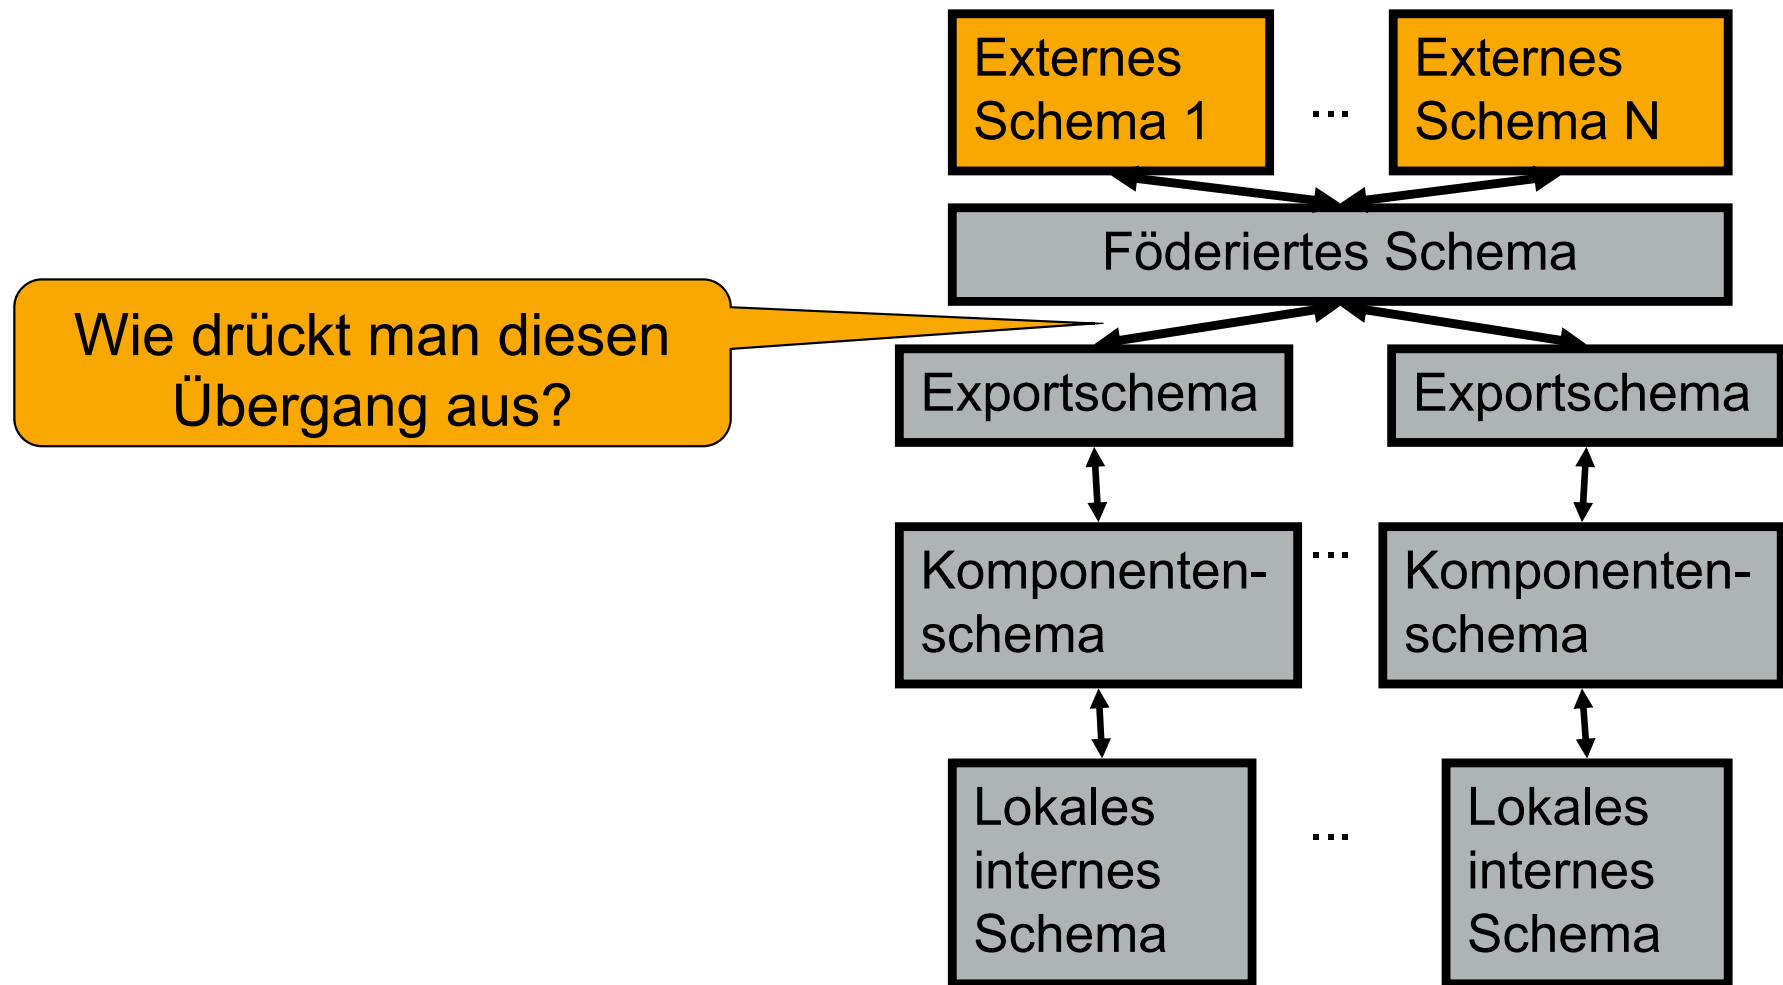 Externes
Schema 1
...
Externes
Schema N
Föderiertes Schema
Wie drückt man diesen
Übergang aus?
Exportschema
Exportschema
Komponenten-
schema
...
Komponenten-
schema
Lokales
internes
Schema
...
Lokales
internes
Schema